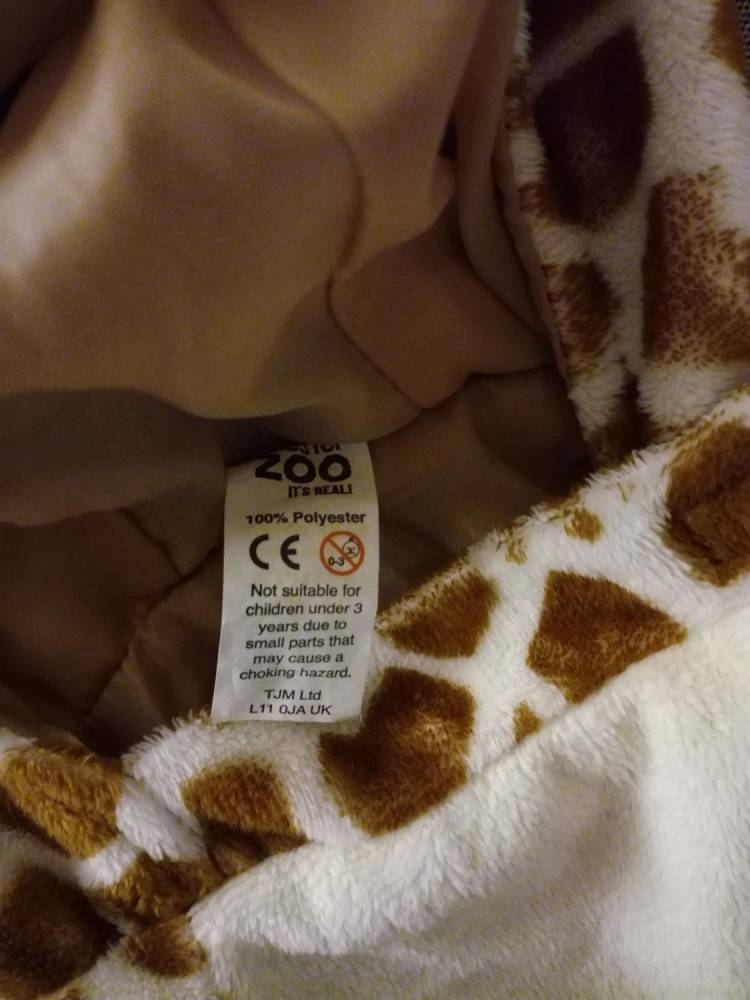 ZOO
IT'S REAL!
100% Polyester
CE
0-3
Not suitable for
children under 3
years due to
small parts that
may cause a
choking hazard.
TJM Ltd
L11 0JA UK